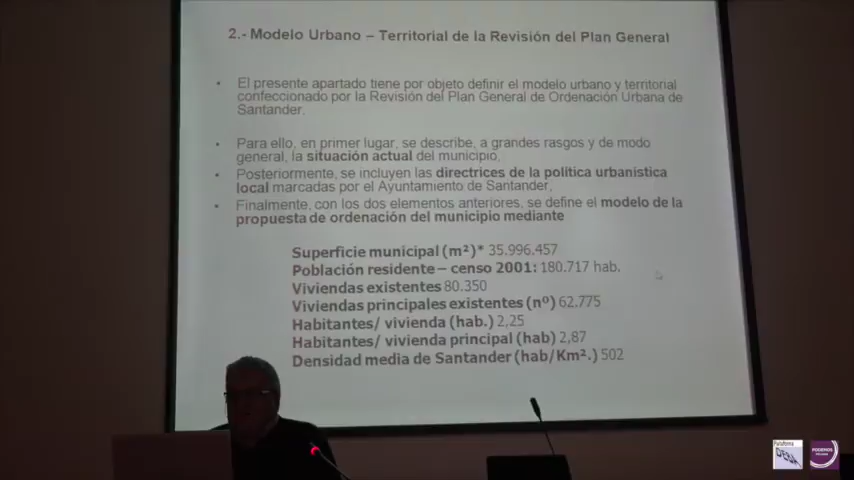 2.- Modelo Urbano – Territorial de la Revisión del Plan General
• El presente apartado tiene por objeto definir el modelo urbano y territorial
confeccionado por la Revisión del Plan General de Ordenación Urbana de
Santander.
• Para ello, en primer lugar, se describe, a grandes rasgos y de modo
general, la situación actual del municipio,
• Posteriormente, se incluyen las directrices de la política urbanística
local marcadas por el Ayuntamiento de Santander,
• Finalmente, con los dos elementos anteriores, se define el modelo de la
propuesta de ordenación del municipio mediante
Superficie municipal (m²)* 35.996.457
Población residente – censo 2001: 180.717 hab.
Viviendas existentes 80.350
Viviendas principales existentes (nº) 62.775
Habitantes/ vivienda (hab.) 2,25
Habitantes/ vivienda principal (hab) 2,87
Densidad media de Santander (hab/Km².) 502
Plataforma
DEBA
PODEMOS